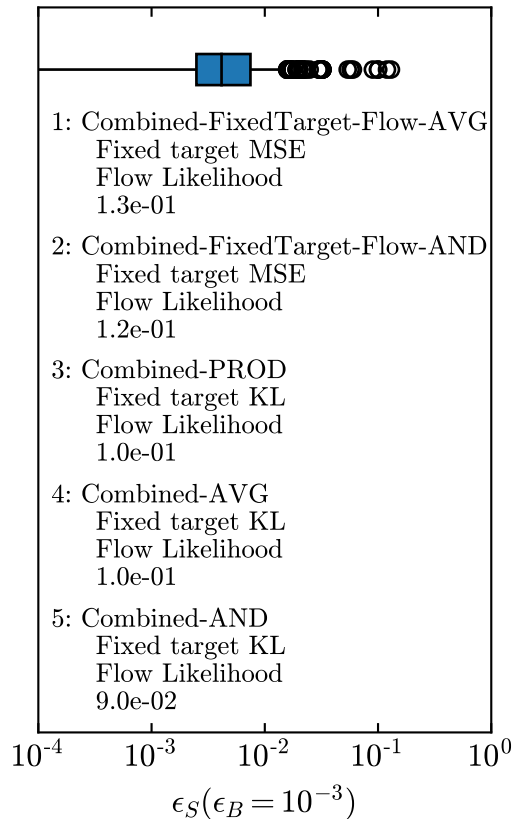 1: Combined-FixedTarget-Flow-AVG
Fixed target MSE
Flow Likelihood
1.3e-01
2: Combined-FixedTarget-Flow-AND
Fixed target MSE
Flow Likelihood
1.2e-01
3: Combined-PROD
Fixed target KL
Flow Likelihood
1.0e-01
4: Combined-AVG
Fixed target KL
Flow Likelihood
1.0e-01
5: Combined-AND
Fixed target KL
Flow Likelihood
9.0e-02
10⁻⁴ 10⁻³ 10⁻² 10⁻¹ 10⁰
ϵ_S(ϵ_B = 10⁻³)